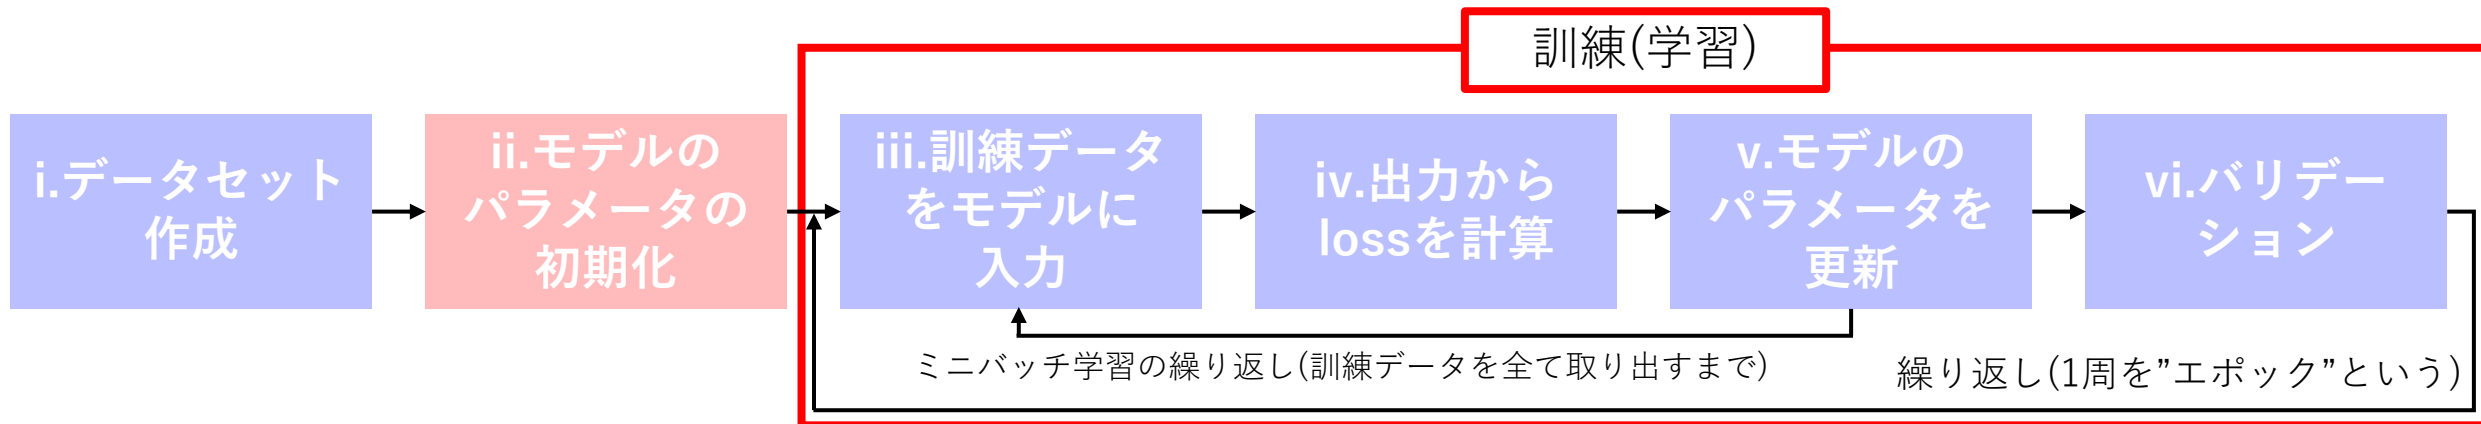 訓練(学習)
i.データセット
作成
ii.モデルの
パラメータの
初期化
iii.訓練データ
をモデルに
入力
iv.出力から
lossを計算
v.モデルの
パラメータを
更新
vi.バリデー
ション
ミニバッチ学習の繰り返し(訓練データを全て取り出すまで)
繰り返し(1周を”エポック”という)